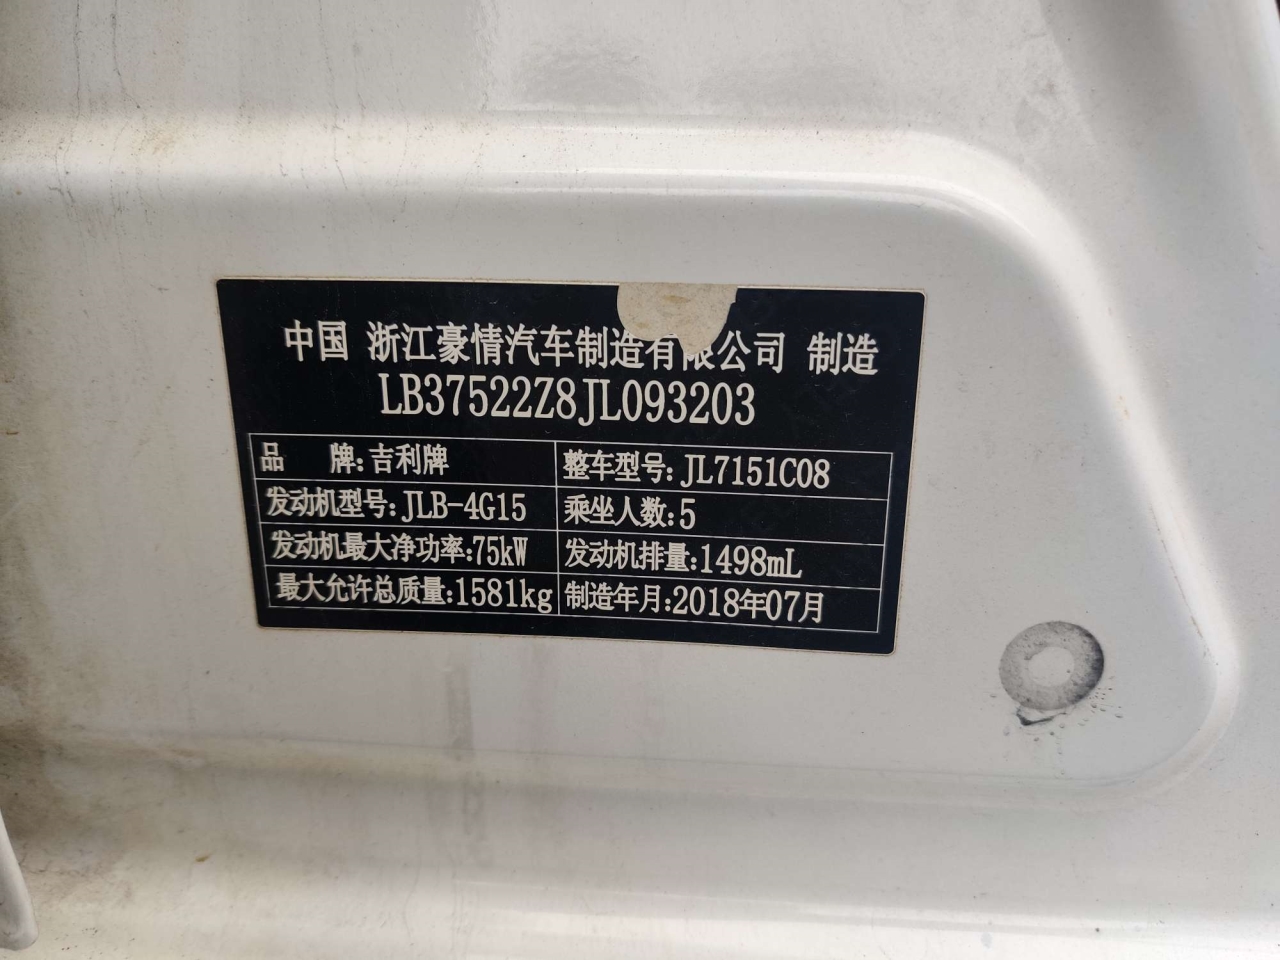 中国 浙江豪情汽车制造有限公司 制造
LB37522Z8JL093203
品 牌:吉利牌 整车型号:JL7151C08
发动机型号:JLB-4G15 乘坐人数:5
发动机最大净功率:75kW 发动机排量:1498mL
最大允许总质量:1581kg 制造年月:2018年07月